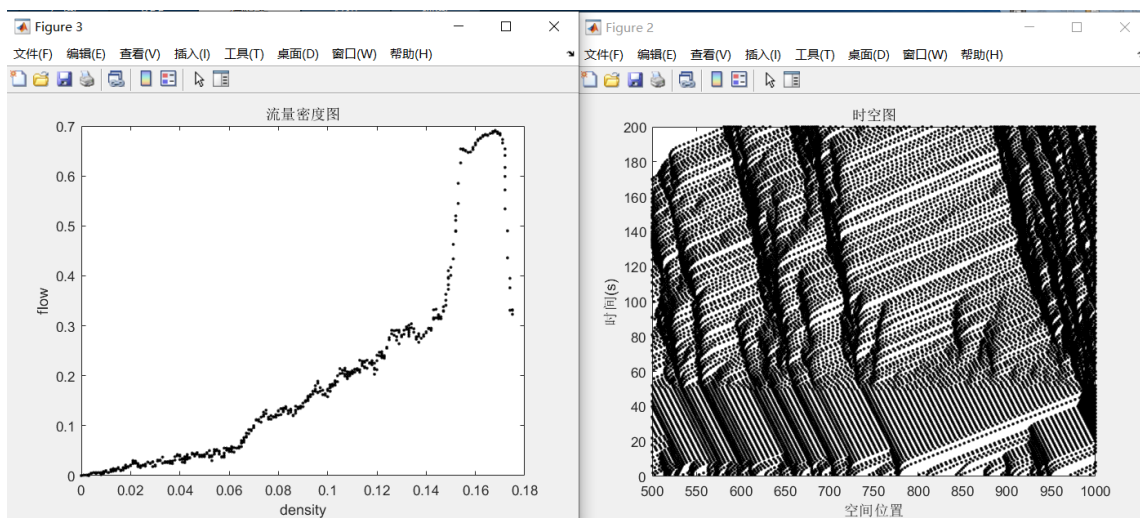 Figure 3
文件(F) 编辑(E) 查看(V) 插入(I) 工具(T) 桌面(D) 窗口(W) 帮助(H)
流量密度图
0.7
0.6
0.5
0.4
0.3
0.2
0.1
0
flow
0 0.02 0.04 0.06 0.08 0.1 0.12 0.14 0.16 0.18
density
Figure 2
文件(F) 编辑(E) 查看(V) 插入(I) 工具(T) 桌面(D) 窗口(W) 帮助(H)
时空图
200
180
160
140
120
100
80
60
40
20
0
时间(s)
500 550 600 650 700 750 800 850 900 950 1000
空间位置